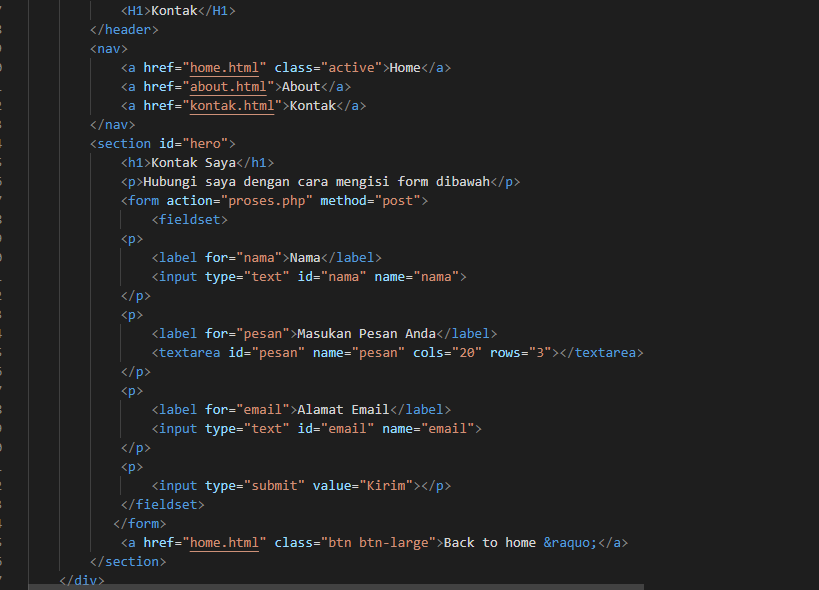 <H1>Kontak</H1>
</header>
<nav>
<a href="home.html" class="active">Home</a>
<a href="about.html">About</a>
<a href="kontak.html">Kontak</a>
</nav>
<section id="hero">
<h1>Kontak Saya</h1>
<p>Hubungi saya dengan cara mengisi form dibawah</p>
<form action="proses.php" method="post">
<fieldset>
<p>
<label for="nama">Nama</label>
<input type="text" id="nama" name="nama">
</p>
<p>
<label for="pesan">Masukan Pesan Anda</label>
<textarea id="pesan" name="pesan" cols="20" rows="3"></textarea>
</p>
<p>
<label for="email">Alamat Email</label>
<input type="text" id="email" name="email">
</p>
<p>
<input type="submit" value="Kirim"></p>
</fieldset>
</form>
<a href="home.html" class="btn btn-large">Back to home &raquo;</a>
</section>
</div>